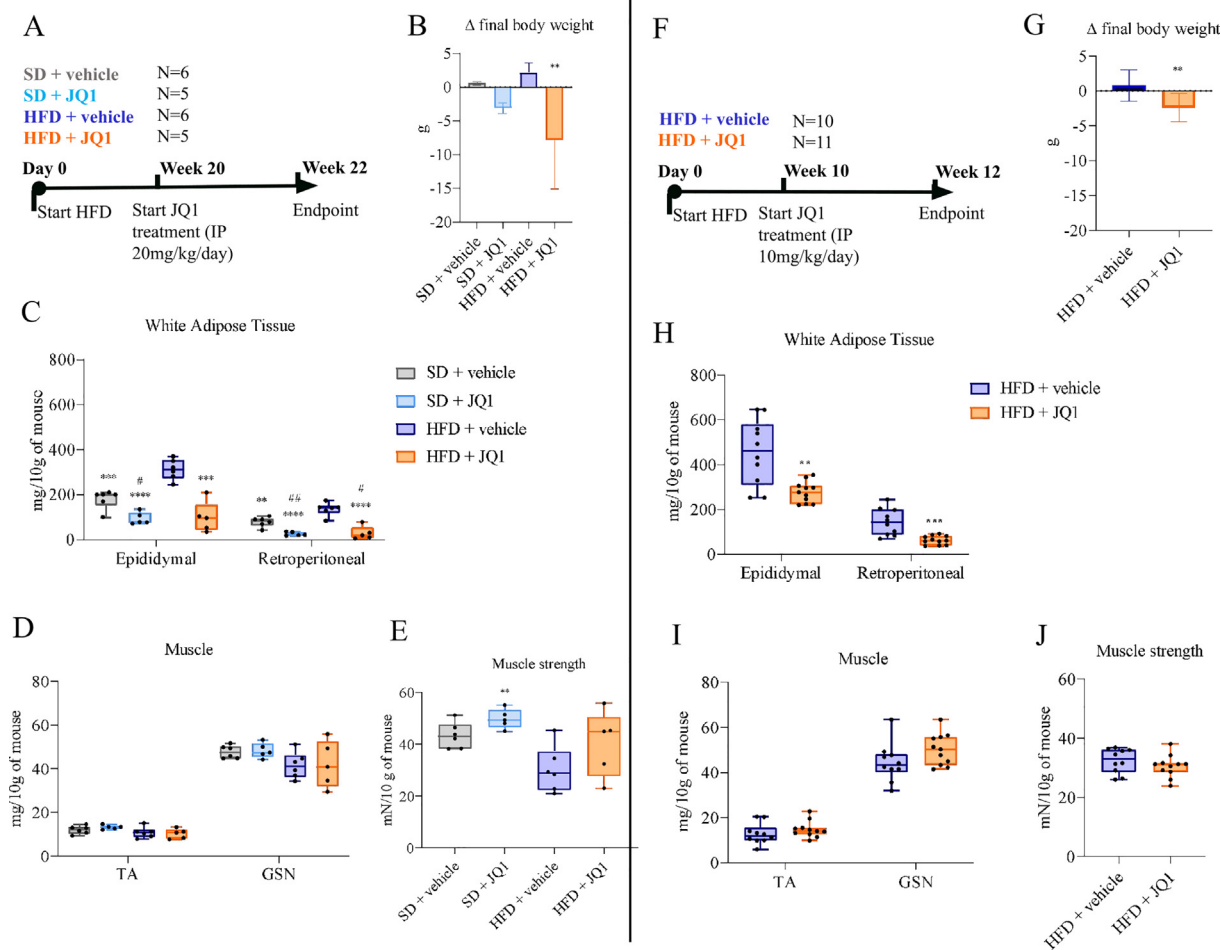 A
SD + vehicle N=6
SD + JQ1 N=5
HFD + vehicle N=6
HFD + JQ1 N=5
Day 0 Week 20 Week 22
Start HFD Start JQ1 Endpoint
treatment (IP
20mg/kg/day)
B
Δ final body weight
5
0
-5
-10
-15
-20
g
**
SD + vehicle
SD + JQ1
HFD + vehicle
HFD + JQ1
C
White Adipose Tissue
800
600
400
200
0
mg/10g of mouse
*** # **** ***
** ## **** # ****
Epididymal Retroperitoneal
SD + vehicle
SD + JQ1
HFD + vehicle
HFD + JQ1
D
Muscle
80
60
40
20
0
mg/10g of mouse
TA GSN
E
Muscle strength
60
40
20
0
mN/10 g of mouse
**
SD + vehicle
SD + JQ1
HFD + vehicle
HFD + JQ1
F
HFD + vehicle N=10
HFD + JQ1 N=11
Day 0 Week 10 Week 12
Start HFD Start JQ1 Endpoint
treatment (IP
10mg/kg/day)
G
Δ final body weight
5
0
-5
-10
-15
-20
g
**
HFD + vehicle
HFD + JQ1
H
White Adipose Tissue
800
600
400
200
0
mg/10g of mouse
**
***
Epididymal Retroperitoneal
HFD + vehicle
HFD + JQ1
I
Muscle
80
60
40
20
0
mg/10g of mouse
TA GSN
J
Muscle strength
60
40
20
0
mN/10g of mouse
HFD + vehicle
HFD + JQ1